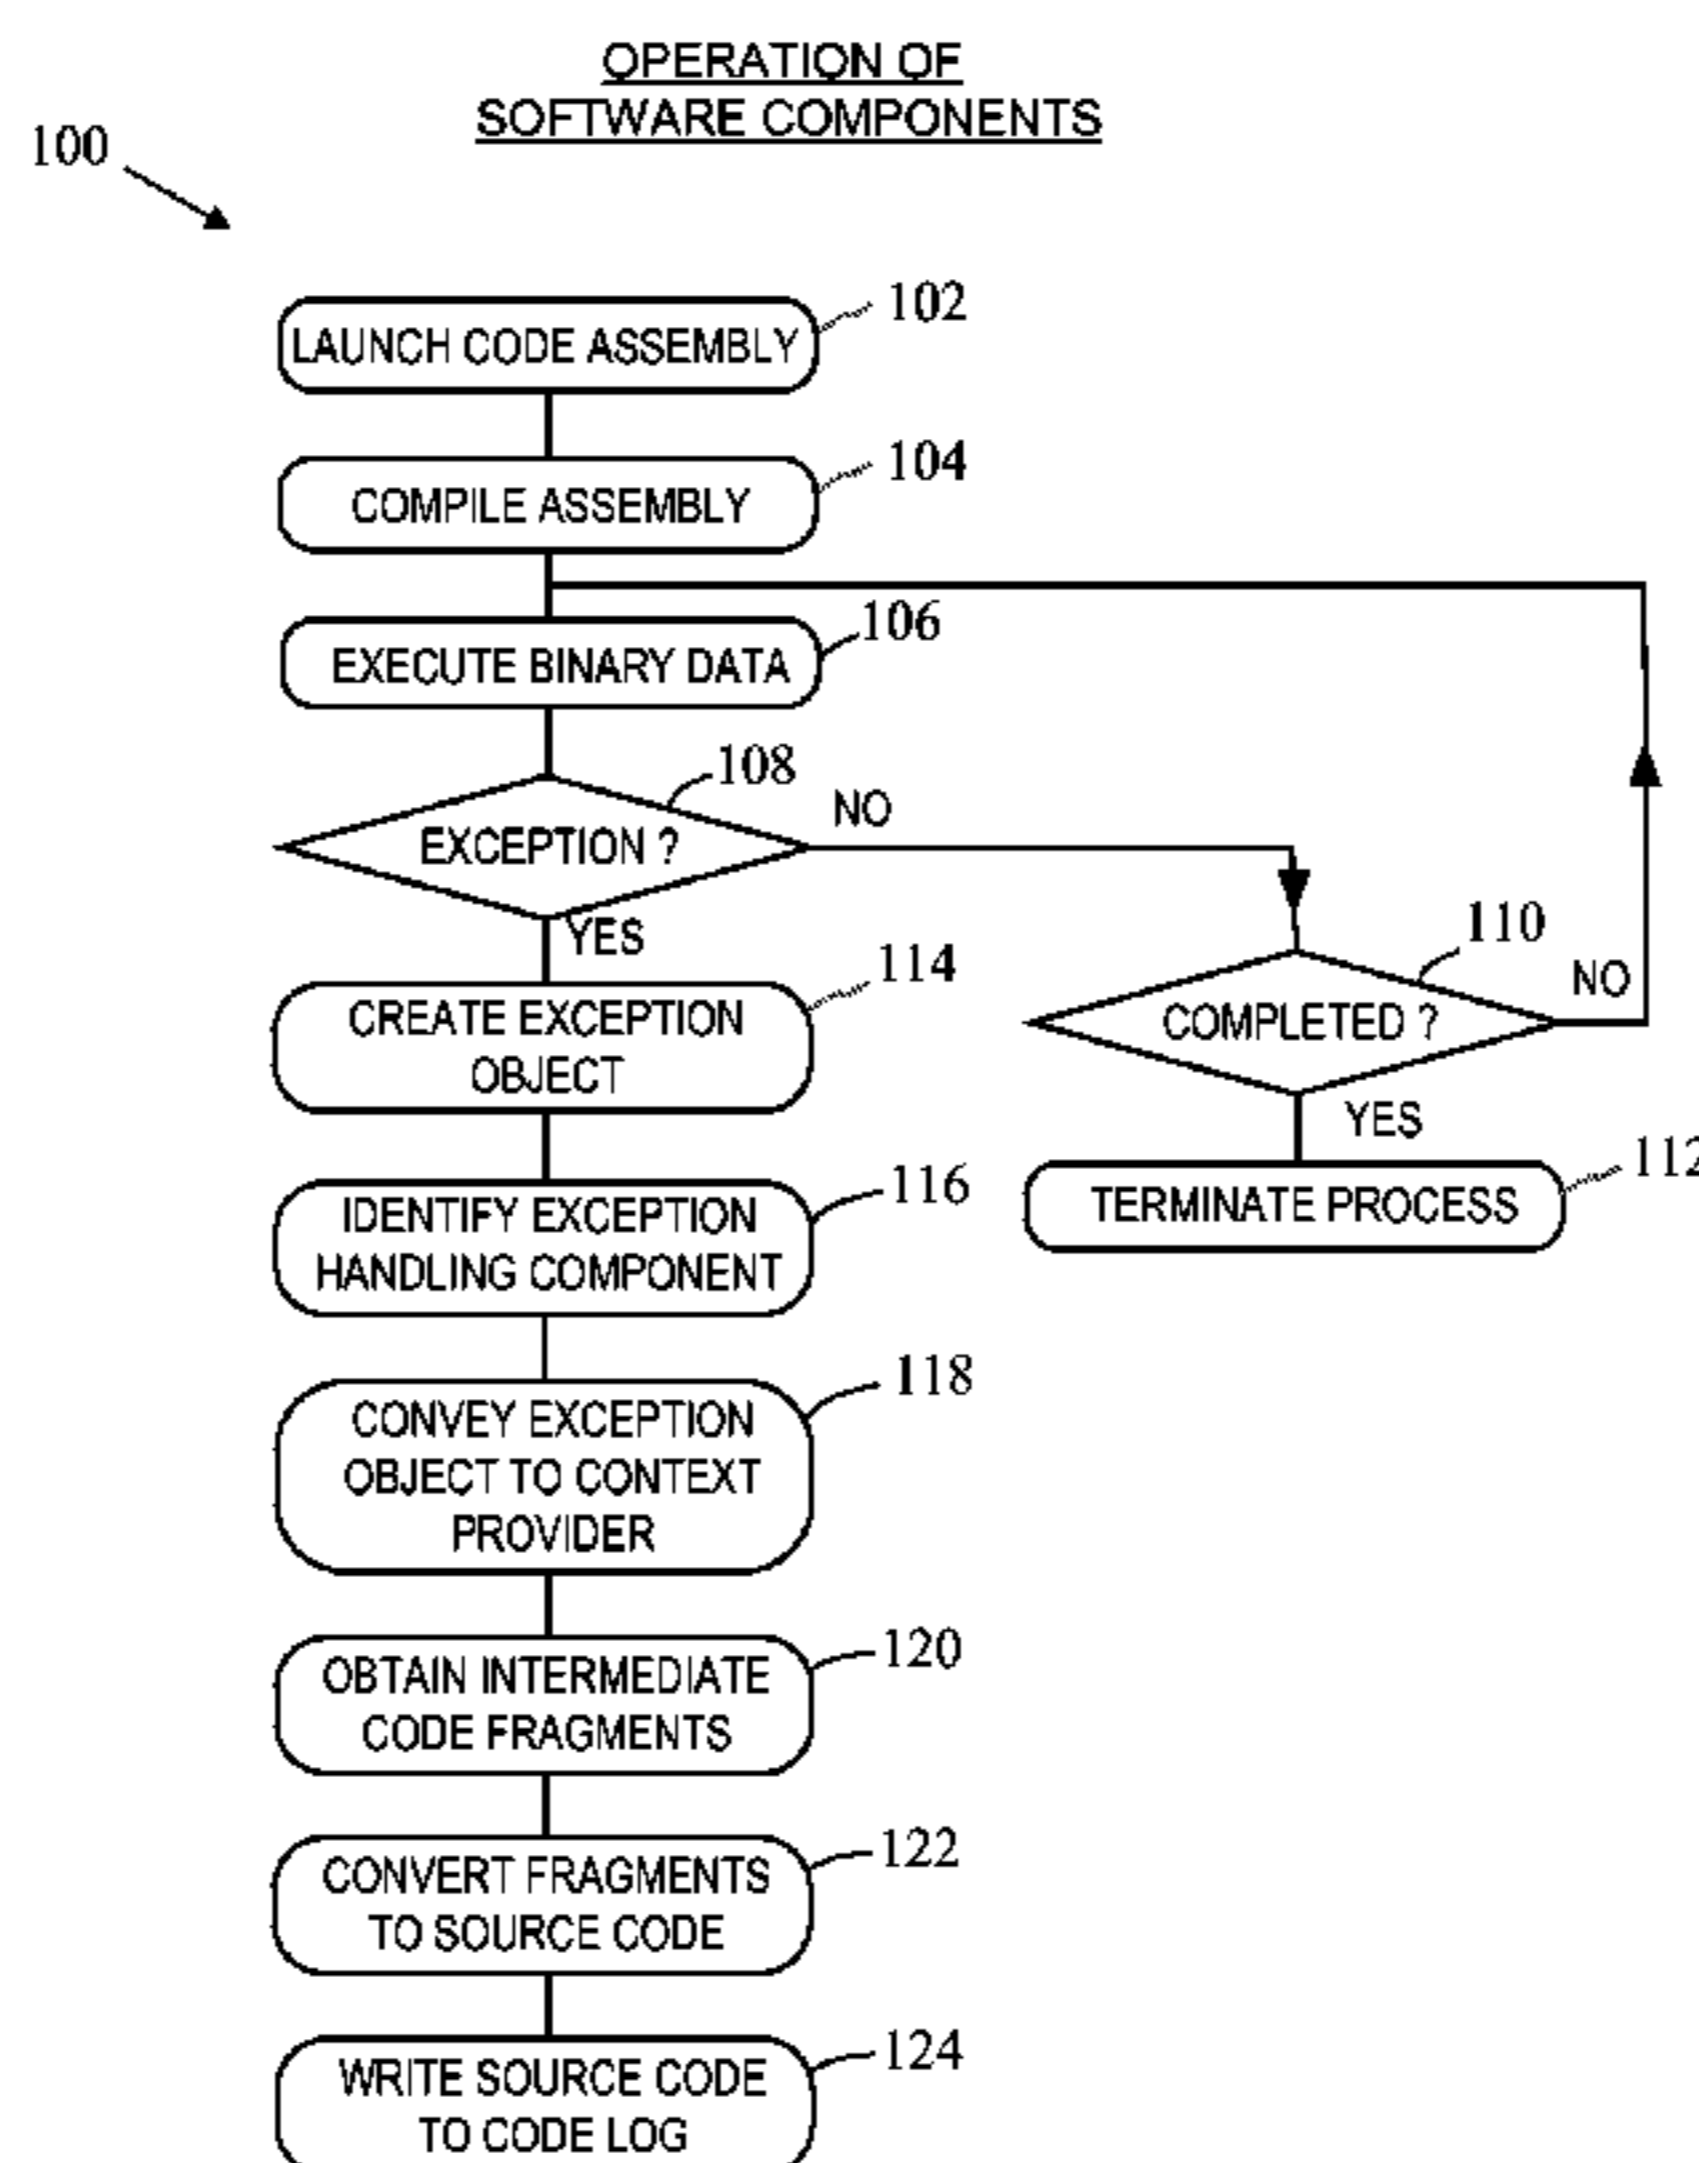 OPERATION OF
SOFTWARE COMPONENTS
100
LAUNCH CODE ASSEMBLY
102
COMPILE ASSEMBLY
104
EXECUTE BINARY DATA
106
EXCEPTION ?
108
NO
YES
COMPLETED ?
110
NO
YES
TERMINATE PROCESS
112
CREATE EXCEPTION
OBJECT
114
IDENTIFY EXCEPTION
HANDLING COMPONENT
116
CONVEY EXCEPTION
OBJECT TO CONTEXT
PROVIDER
118
OBTAIN INTERMEDIATE
CODE FRAGMENTS
120
CONVERT FRAGMENTS
TO SOURCE CODE
122
WRITE SOURCE CODE
TO CODE LOG
124